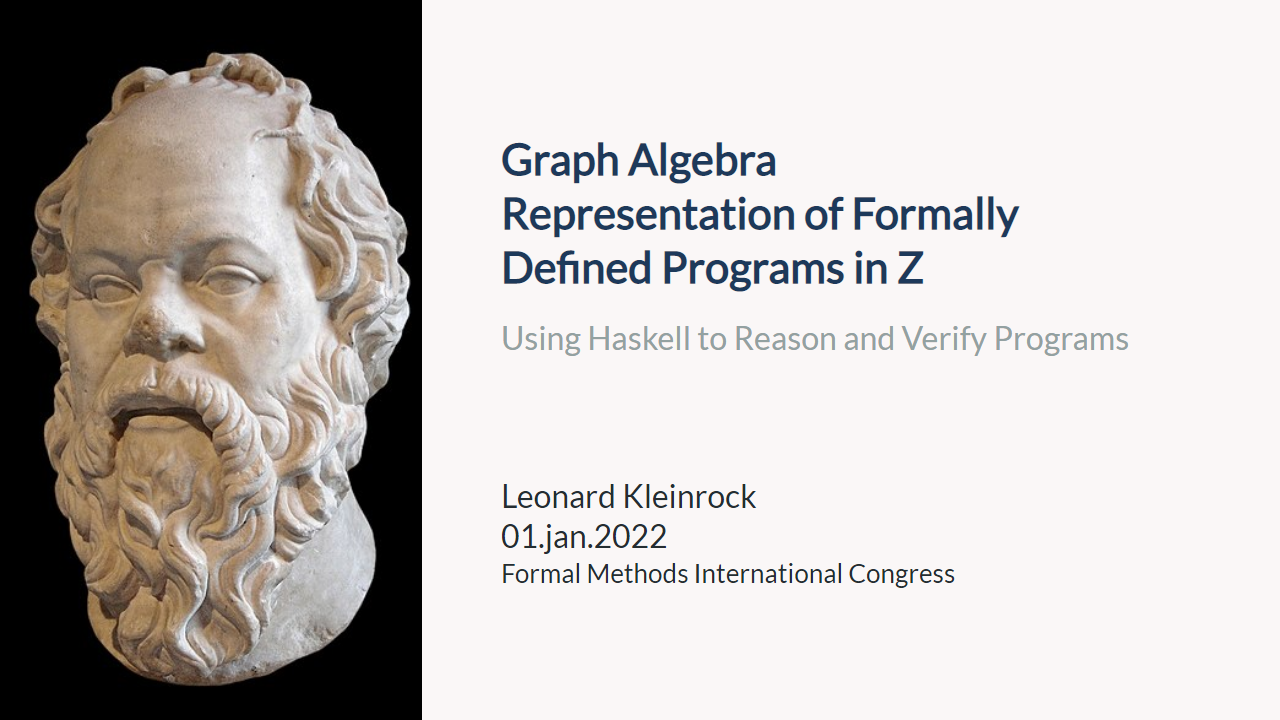 Graph Algebra
Representation of Formally
Defined Programs in Z
Using Haskell to Reason and Verify Programs
Leonard Kleinrock
01.jan.2022
Formal Methods International Congress